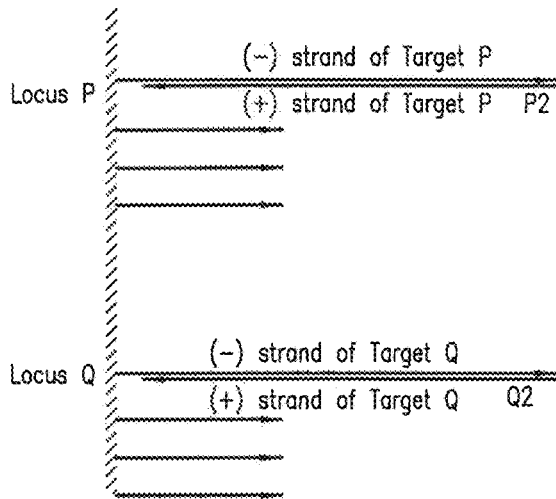 (-) strand of Target P
Locus P
(+) strand of Target P P2
(-) strand of Target Q
Locus Q
(+) strand of Target Q Q2